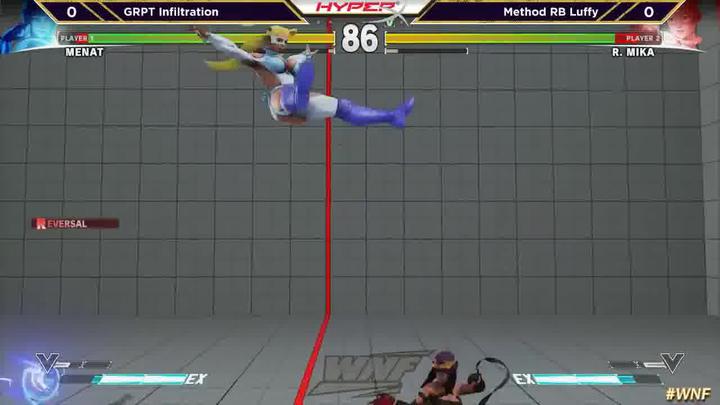 0 GRPT Infiltration HYPER Method RB Luffy 0
PLAYER 1 86 PLAYER 2
MENAT R. MIKA
REVERSAL
WNF
V EX EX V
#WNF